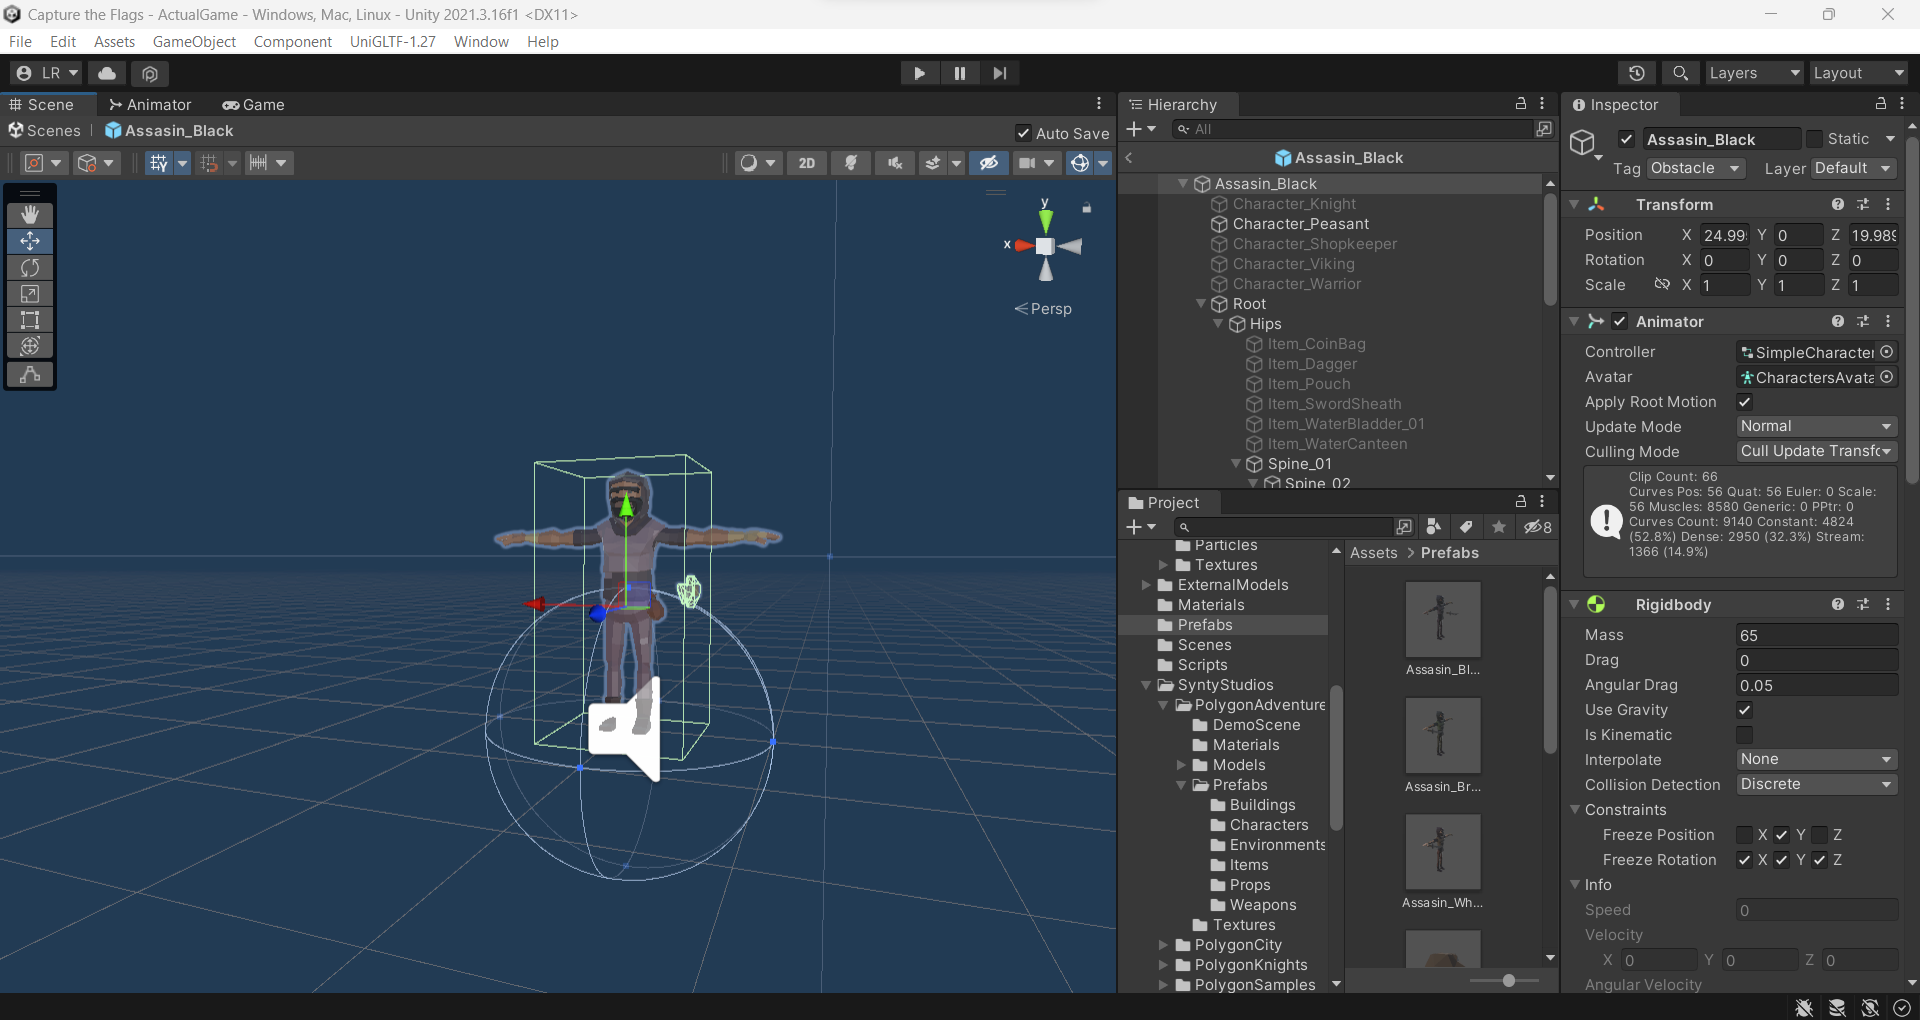 Capture the Flags - ActualGame - Windows, Mac, Linux - Unity 2021.3.16f1 <DX11>
File Edit Assets GameObject Component UniGLTF-1.27 Window Help
LR
Layers
Layout
Scene
Animator
Game
Scenes
Assasin_Black
Auto Save
2D
y
x
Persp
Hierarchy
All
Assasin_Black
Assasin_Black
Character_Knight
Character_Peasant
Character_Shopkeeper
Character_Viking
Character_Warrior
Root
Hips
Item_CoinBag
Item_Dagger
Item_Pouch
Item_SwordSheath
Item_WaterBladder_01
Item_WaterCanteen
Spine_01
Spine_02
Project
8
Particles
Textures
ExternalModels
Materials
Prefabs
Scenes
Scripts
SyntyStudios
PolygonAdventure
DemoScene
Materials
Models
Prefabs
Buildings
Characters
Environments
Items
Props
Weapons
Textures
PolygonCity
PolygonKnights
PolygonSamples
Assets > Prefabs
Assasin_Bl...
Assasin_Br...
Assasin_Wh...
Inspector
Assasin_Black
Static
Tag Obstacle Layer Default
Transform
Position X 24.99 Y 0 Z 19.989
Rotation X 0 Y 0 Z 0
Scale X 1 Y 1 Z 1
Animator
Controller SimpleCharacter
Avatar CharactersAvata
Apply Root Motion
Update Mode Normal
Culling Mode Cull Update Transfo
Clip Count: 66
Curves Pos: 56 Quat: 56 Euler: 0 Scale:
56 Muscles: 8580 Generic: 0 PPtr: 0
Curves Count: 9140 Constant: 4824
(52.8%) Dense: 2950 (32.3%) Stream:
1366 (14.9%)
Rigidbody
Mass 65
Drag 0
Angular Drag 0.05
Use Gravity
Is Kinematic
Interpolate None
Collision Detection Discrete
Constraints
Freeze Position X Y Z
Freeze Rotation X Y Z
Info
Speed 0
Velocity
X 0 Y 0 Z 0
Angular Velocity